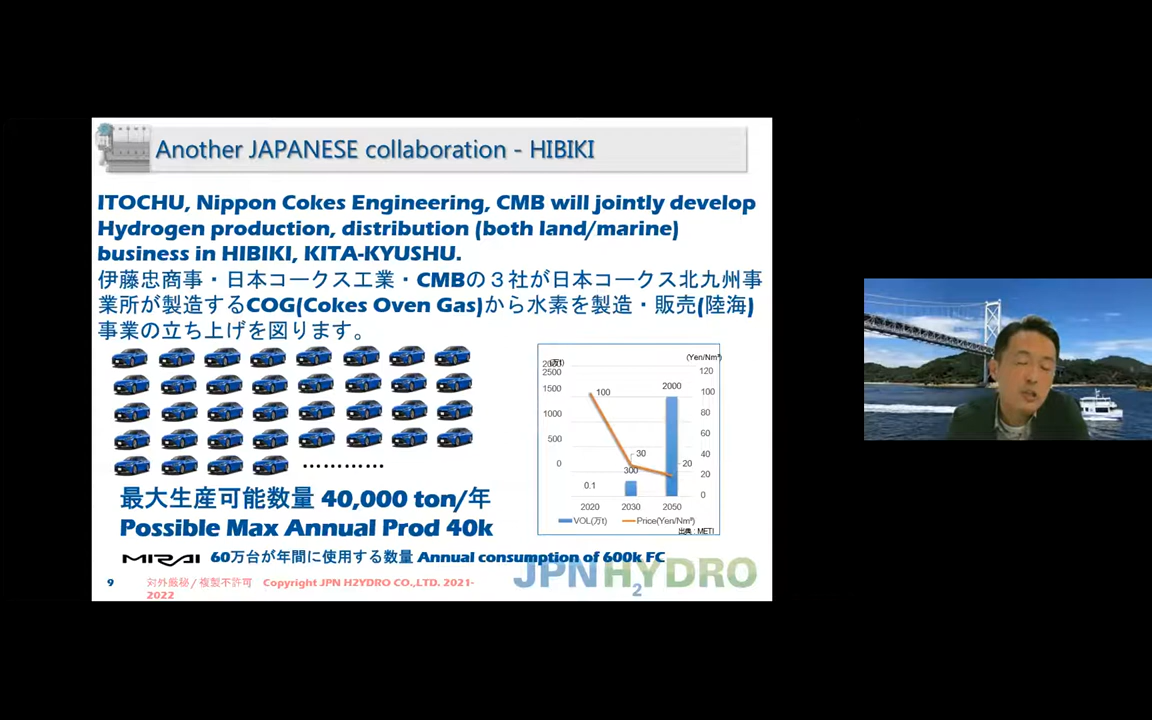 Another JAPANESE collaboration - HIBIKI
ITOCHU, Nippon Cokes Engineering, CMB will jointly develop
Hydrogen production, distribution (both land/marine)
business in HIBIKI, KITA-KYUSHU.
伊藤忠商事・日本コークス工業・CMBの３社が日本コークス北九州事
業所が製造するCOG(Cokes Oven Gas)から水素を製造・販売(陸海)
事業の立ち上げを図ります。
…………
最大生産可能数量 40,000 ton/年
Possible Max Annual Prod 40k
MIRAI 60万台が年間に使用する数量 Annual consumption of 600k FC
(万t)
(Yen/Nm³)
2500
1500
1000
500
0
120
100
80
60
40
20
0
100
30
20
0.1
300
2000
2020 2030 2050
VOL(万t) Price(Yen/Nm³)
出典 : METI
JPNH2YDRO
9
対外厳秘 / 複製不許可 Copyright JPN H2YDRO CO.,LTD. 2021-
2022